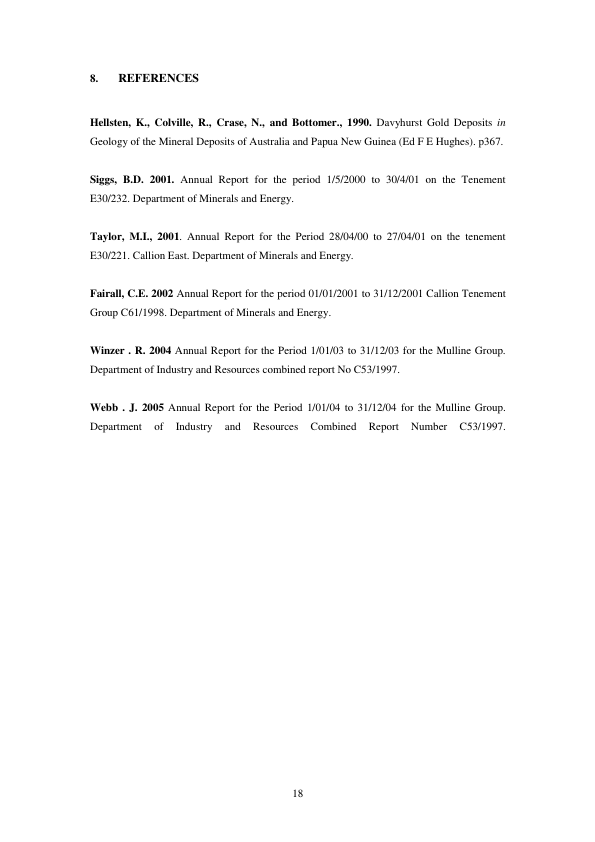 8. REFERENCES
Hellsten, K., Colville, R., Crase, N., and Bottomer., 1990. Davyhurst Gold Deposits in
Geology of the Mineral Deposits of Australia and Papua New Guinea (Ed F E Hughes). p367.
Siggs, B.D. 2001. Annual Report for the period 1/5/2000 to 30/4/01 on the Tenement
E30/232. Department of Minerals and Energy.
Taylor, M.I., 2001. Annual Report for the Period 28/04/00 to 27/04/01 on the tenement
E30/221. Callion East. Department of Minerals and Energy.
Fairall, C.E. 2002 Annual Report for the period 01/01/2001 to 31/12/2001 Callion Tenement
Group C61/1998. Department of Minerals and Energy.
Winzer . R. 2004 Annual Report for the Period 1/01/03 to 31/12/03 for the Mulline Group.
Department of Industry and Resources combined report No C53/1997.
Webb . J. 2005 Annual Report for the Period 1/01/04 to 31/12/04 for the Mulline Group.
Department of Industry and Resources Combined Report Number C53/1997.
18